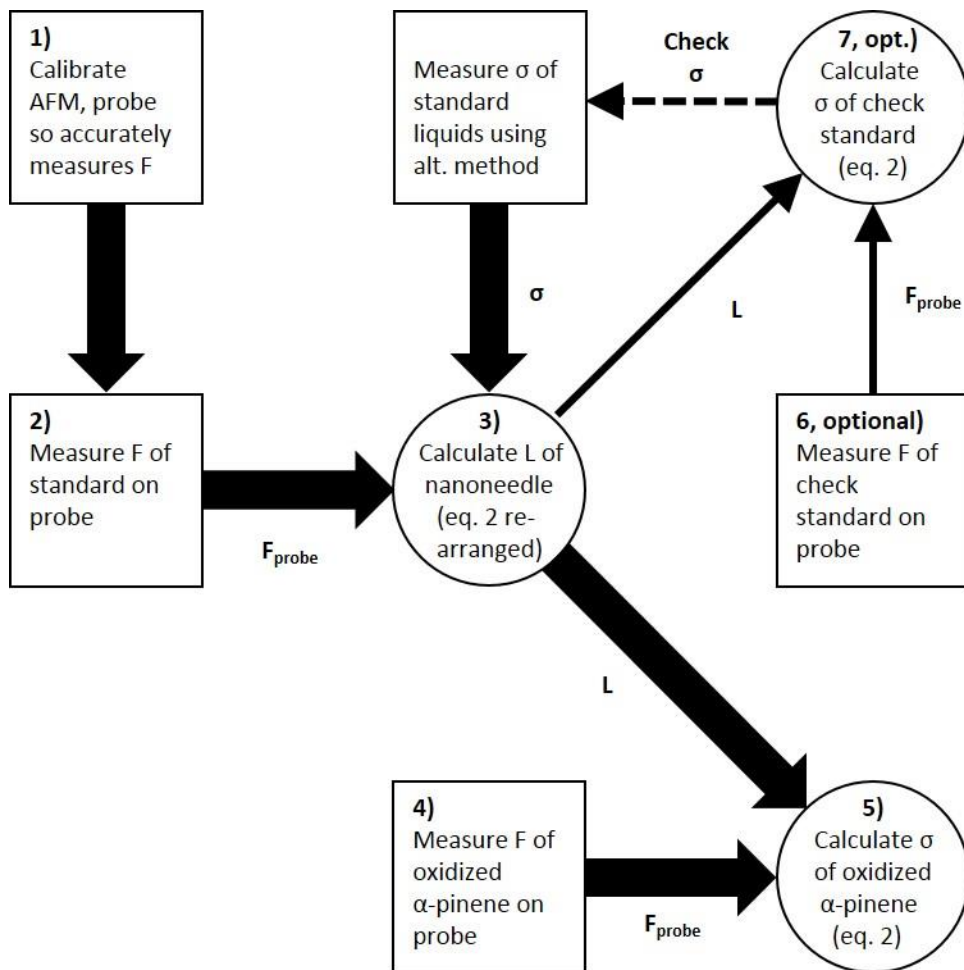 1)
Calibrate
AFM, probe
so accurately
measures F
Measure σ of
standard
liquids using
alt. method
Check
σ
7, opt.)
Calculate
σ of check
standard
(eq. 2)
σ
L
F_probe
2)
Measure F of
standard on
probe
F_probe
3)
Calculate L of
nanoneedle
(eq. 2 re-
arranged)
6, optional)
Measure F of
check
standard on
probe
L
4)
Measure F of
oxidized
α-pinene on
probe
F_probe
5)
Calculate σ
of oxidized
α-pinene
(eq. 2)